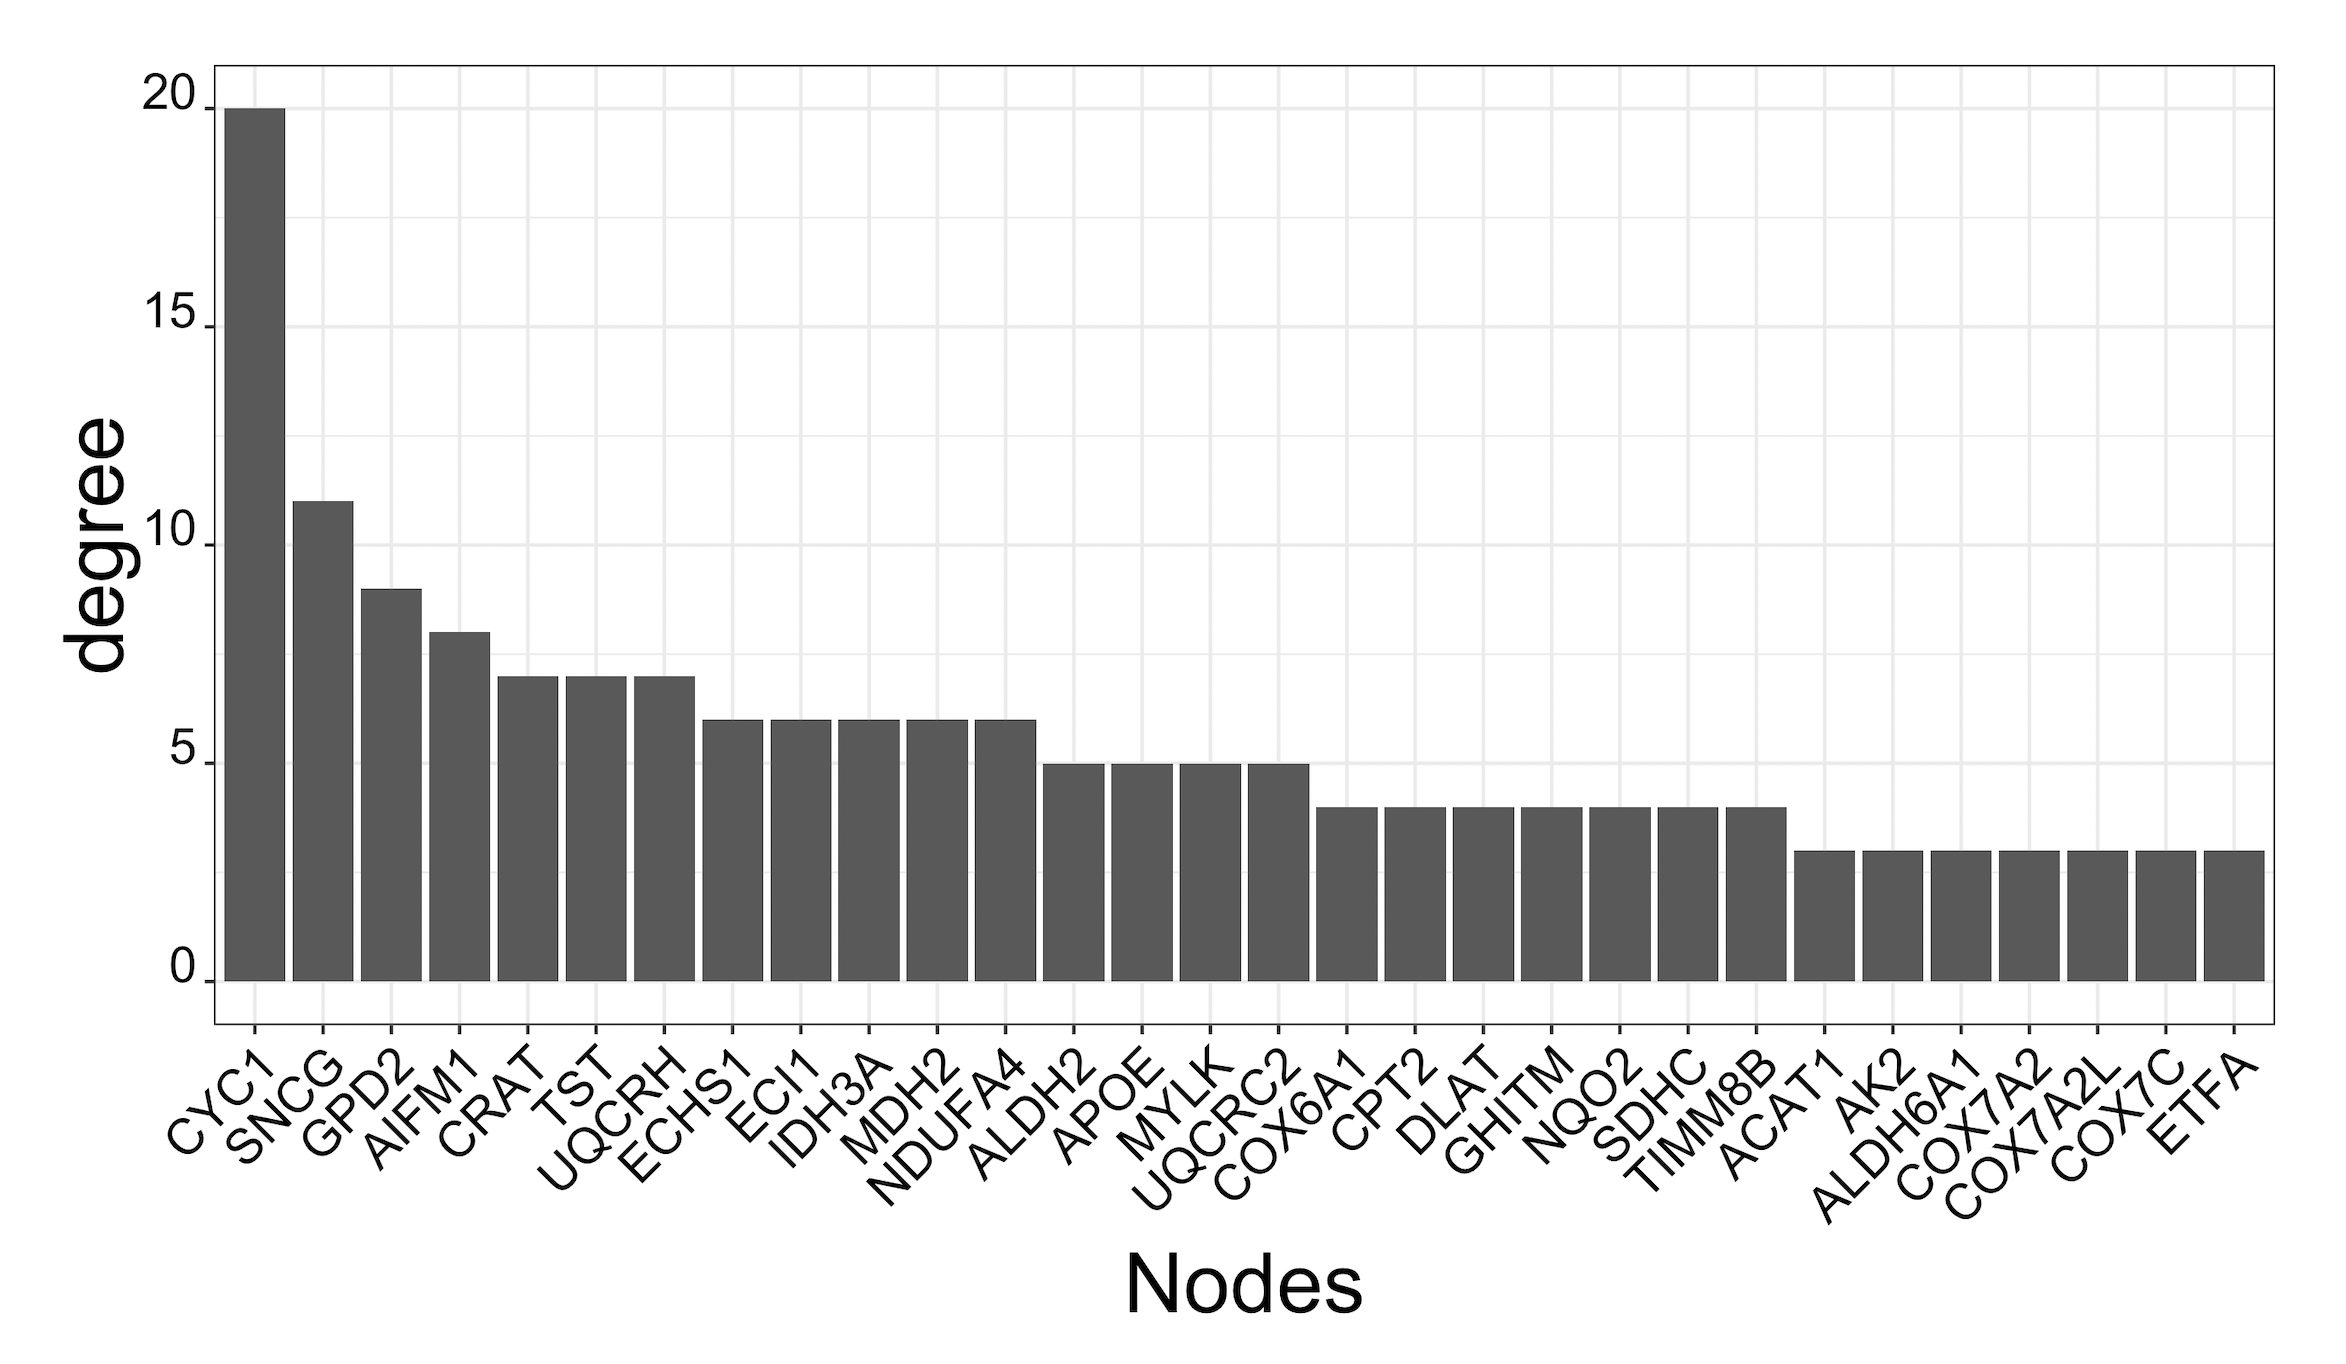 degree
20
15
10
5
0
CYC1
SNCG
GPD2
AIFM1
CRAT
TST
UQCRH
ECHS1
ECI1
IDH3A
MDH2
NDUFA4
ALDH2
APOE
MYLK
UQCRC2
COX6A1
CPT2
DLAT
GHITM
NQO2
SDHC
TIMM8B
ACAT1
AK2
ALDH6A1
COX7A2
COX7A2L
COX7C
ETFA
Nodes